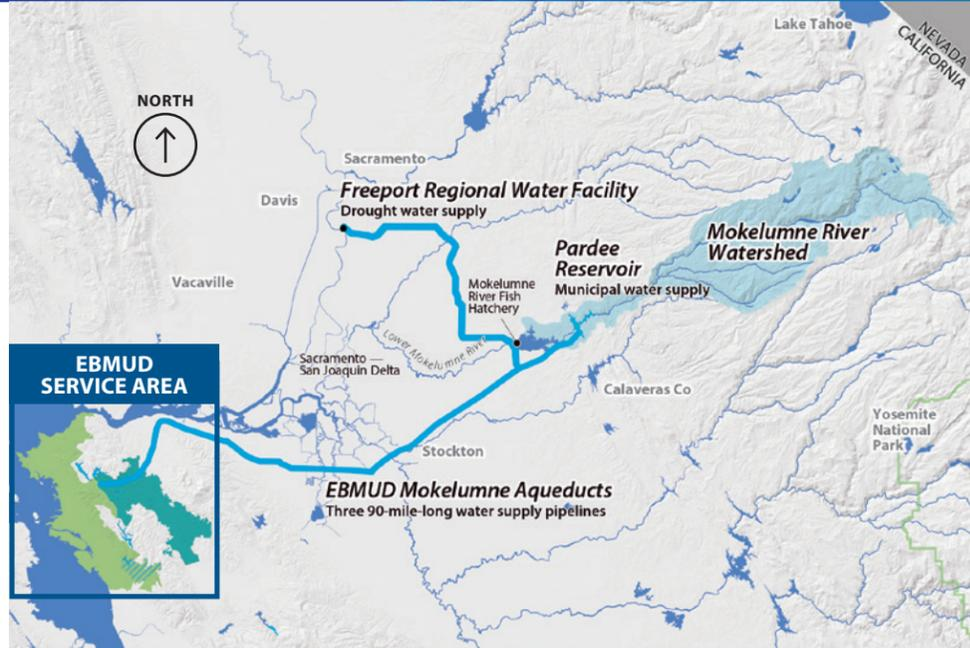 Lake Tahoe
NEVADA
CALIFORNIA
NORTH
Sacramento
Davis
Freeport Regional Water Facility
Drought water supply
Mokelumne River
Watershed
Pardee
Reservoir
Municipal water supply
Vacaville
Mokelumne
River Fish
Hatchery
Lower Mokelumne River
Sacramento —
San Joaquin Delta
EBMUD
SERVICE AREA
Calaveras Co
Yosemite
National
Park
Stockton
EBMUD Mokelumne Aqueducts
Three 90-mile-long water supply pipelines